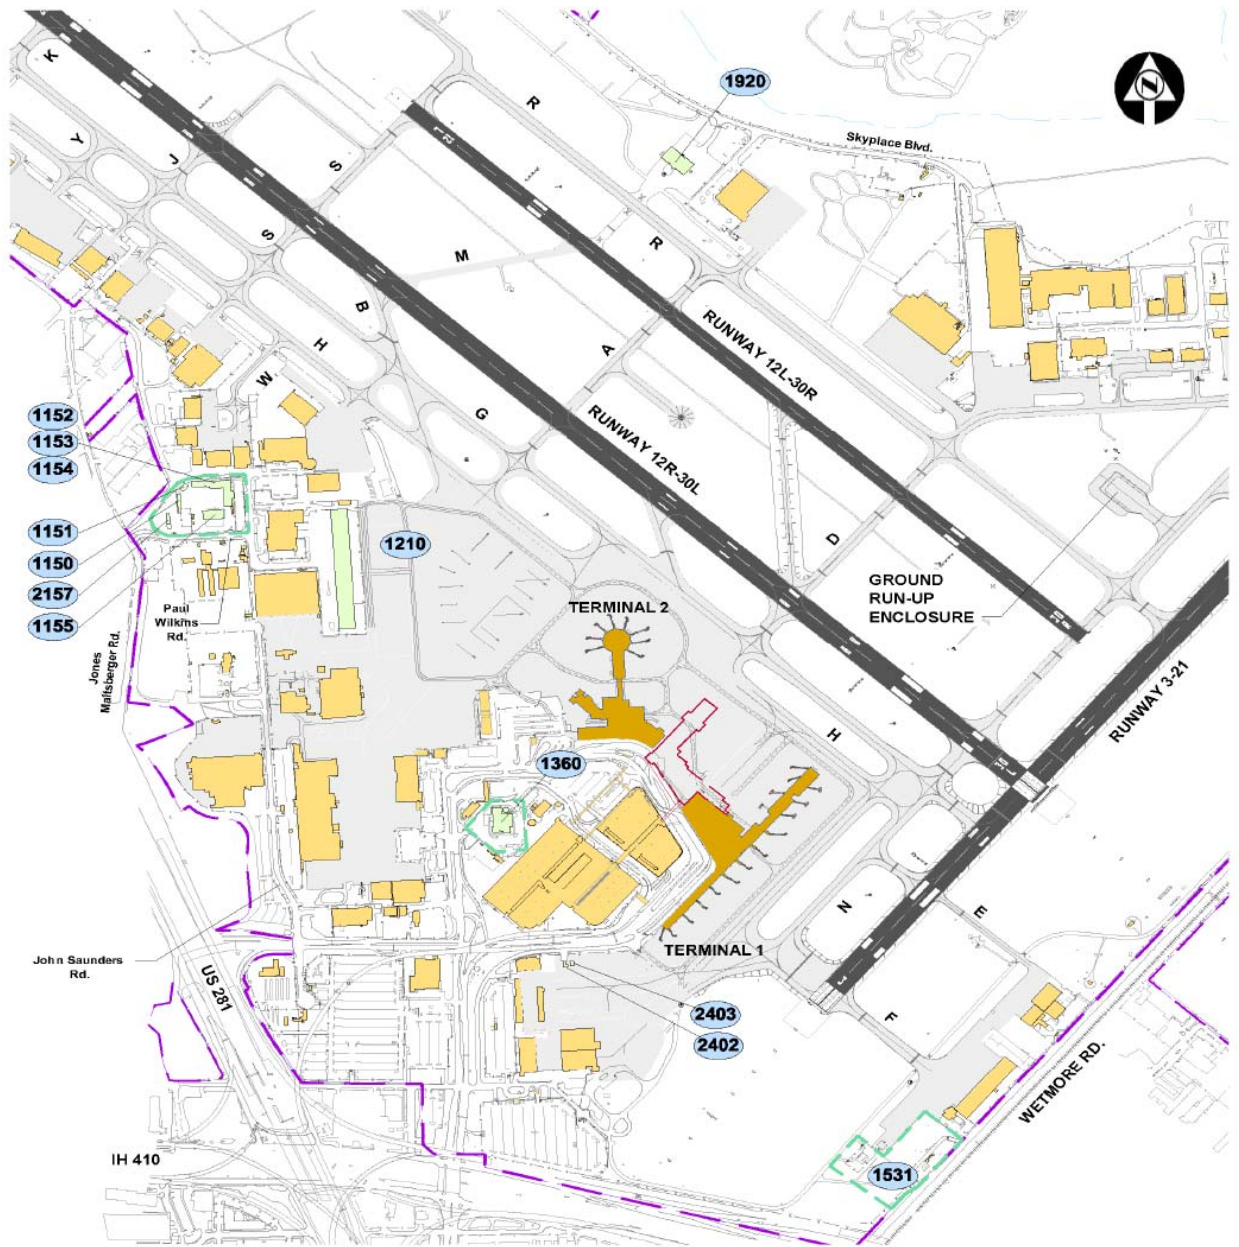 1920
N
K
R
Skyplace Blvd.
Y
J
S
S
R
M
B
H
A
RUNWAY 12L-30R
W
G
RUNWAY 12R-30L
1152
1153
1154
1151
1150
2157
1155
1210
D
GROUND
RUN-UP
ENCLOSURE
Paul
Wilkins
Rd.
TERMINAL 2
Jones
Maltsberger Rd.
RUNWAY 3-21
H
1360
N
E
TERMINAL 1
John Saunders
Rd.
US 281
2403
2402
F
WETMORE RD.
IH 410
1531